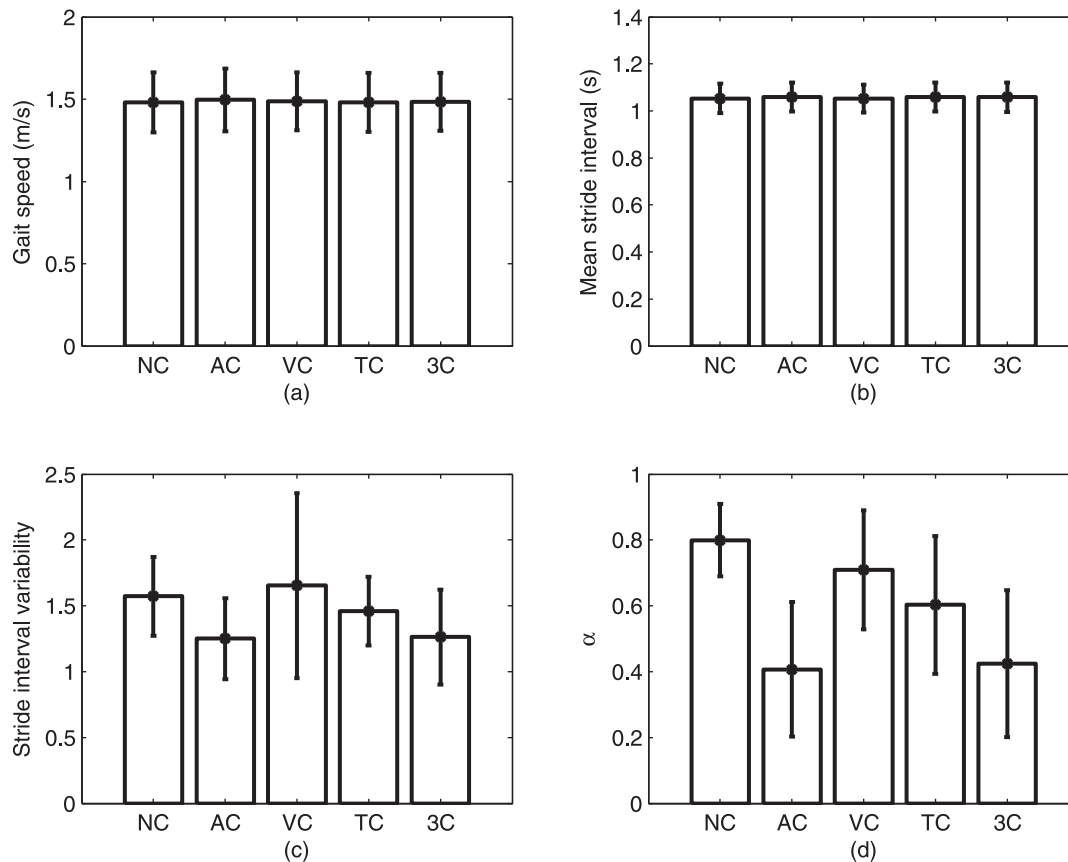 2
1.5
1
0.5
0
Gait speed (m/s)
NC AC VC TC 3C
(a)
1.4
1.2
1
0.8
0.6
0.4
0.2
0
Mean stride interval (s)
NC AC VC TC 3C
(b)
2.5
2
1.5
1
0.5
0
Stride interval variability
NC AC VC TC 3C
(c)
1
0.8
0.6
0.4
0.2
0
α
NC AC VC TC 3C
(d)